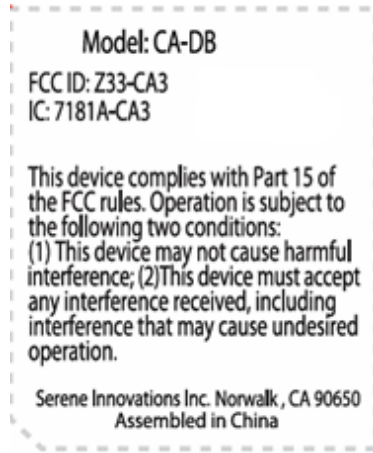 Model: CA-DB
FCC ID: Z33-CA3
IC: 7181A-CA3
This device complies with Part 15 of
the FCC rules. Operation is subject to
the following two conditions:
(1) This device may not cause harmful
interference; (2)This device must accept
any interference received, including
interference that may cause undesired
operation.
Serene Innovations Inc. Norwalk , CA 90650
Assembled in China